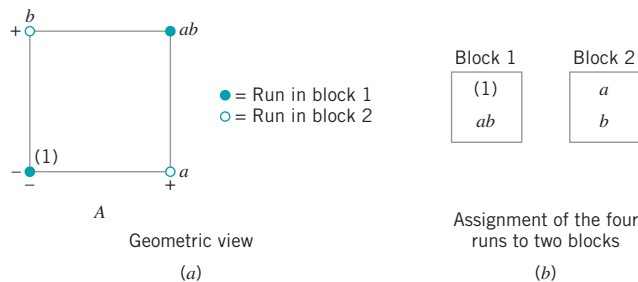 b
+
ab
Block 1
Block 2
(1)
ab
a
b
= Run in block 1
= Run in block 2
(1)
–
a
–
+
A
Geometric view
Assignment of the four
runs to two blocks
(a)
(b)